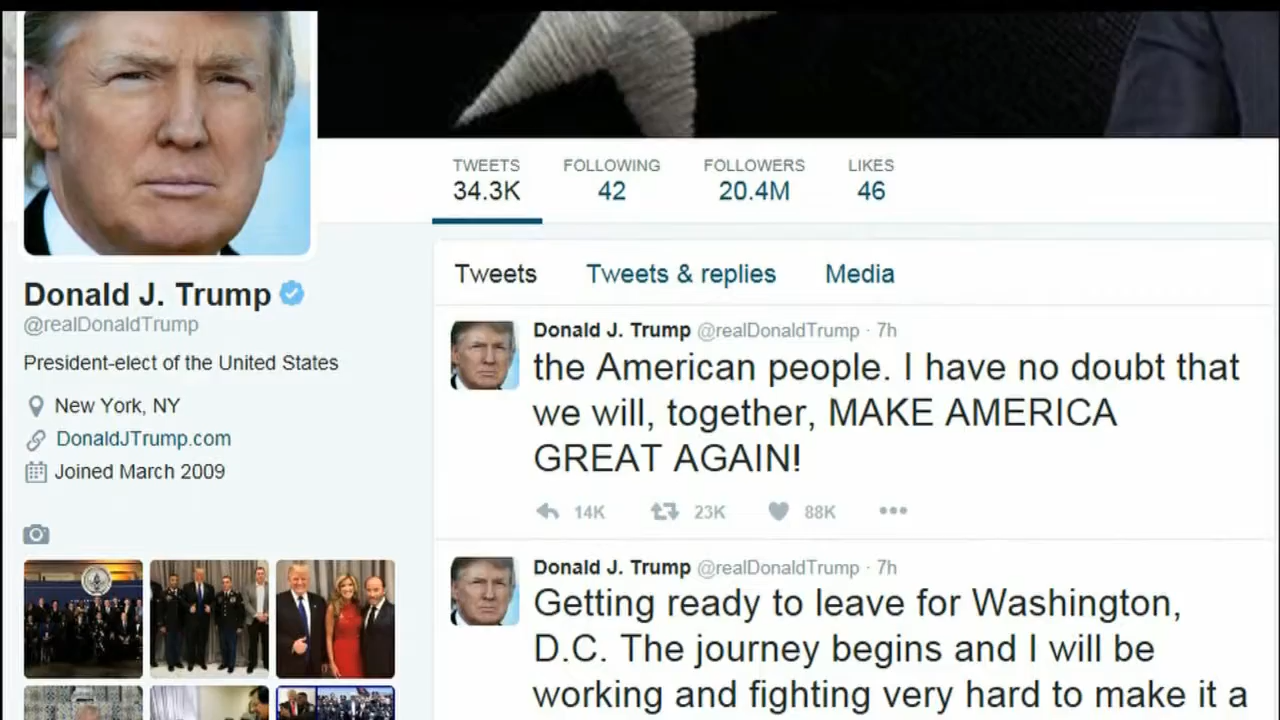 TWEETS FOLLOWING FOLLOWERS LIKES
34.3K 42 20.4M 46
Tweets Tweets & replies Media
Donald J. Trump
@realDonaldTrump
President-elect of the United States
New York, NY
DonaldJTrump.com
Joined March 2009
Donald J. Trump @realDonaldTrump · 7h
the American people. I have no doubt that
we will, together, MAKE AMERICA
GREAT AGAIN!
14K 23K 88K
Donald J. Trump @realDonaldTrump · 7h
Getting ready to leave for Washington,
D.C. The journey begins and I will be
working and fighting very hard to make it a